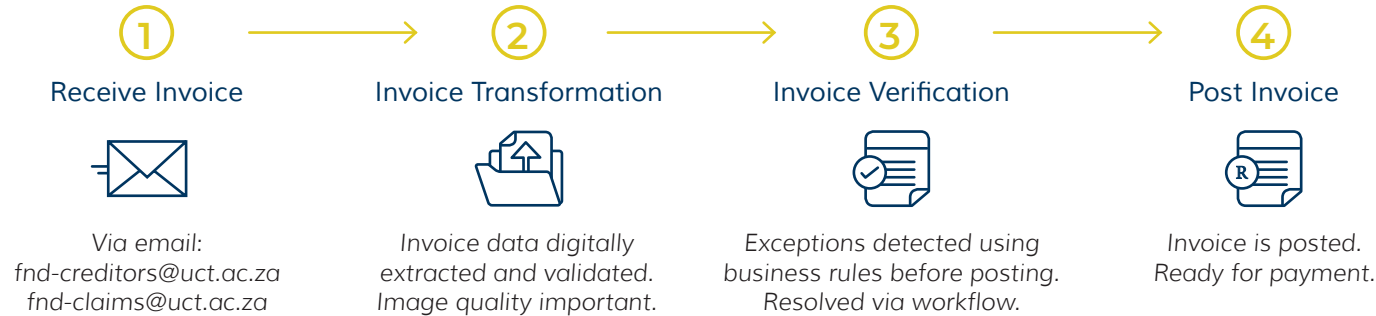 1
Receive Invoice
Via email:
fnd-creditors@uct.ac.za
fnd-claims@uct.ac.za
2
Invoice Transformation
Invoice data digitally
extracted and validated.
Image quality important.
3
Invoice Verification
Exceptions detected using
business rules before posting.
Resolved via workflow.
4
Post Invoice
R
Invoice is posted.
Ready for payment.